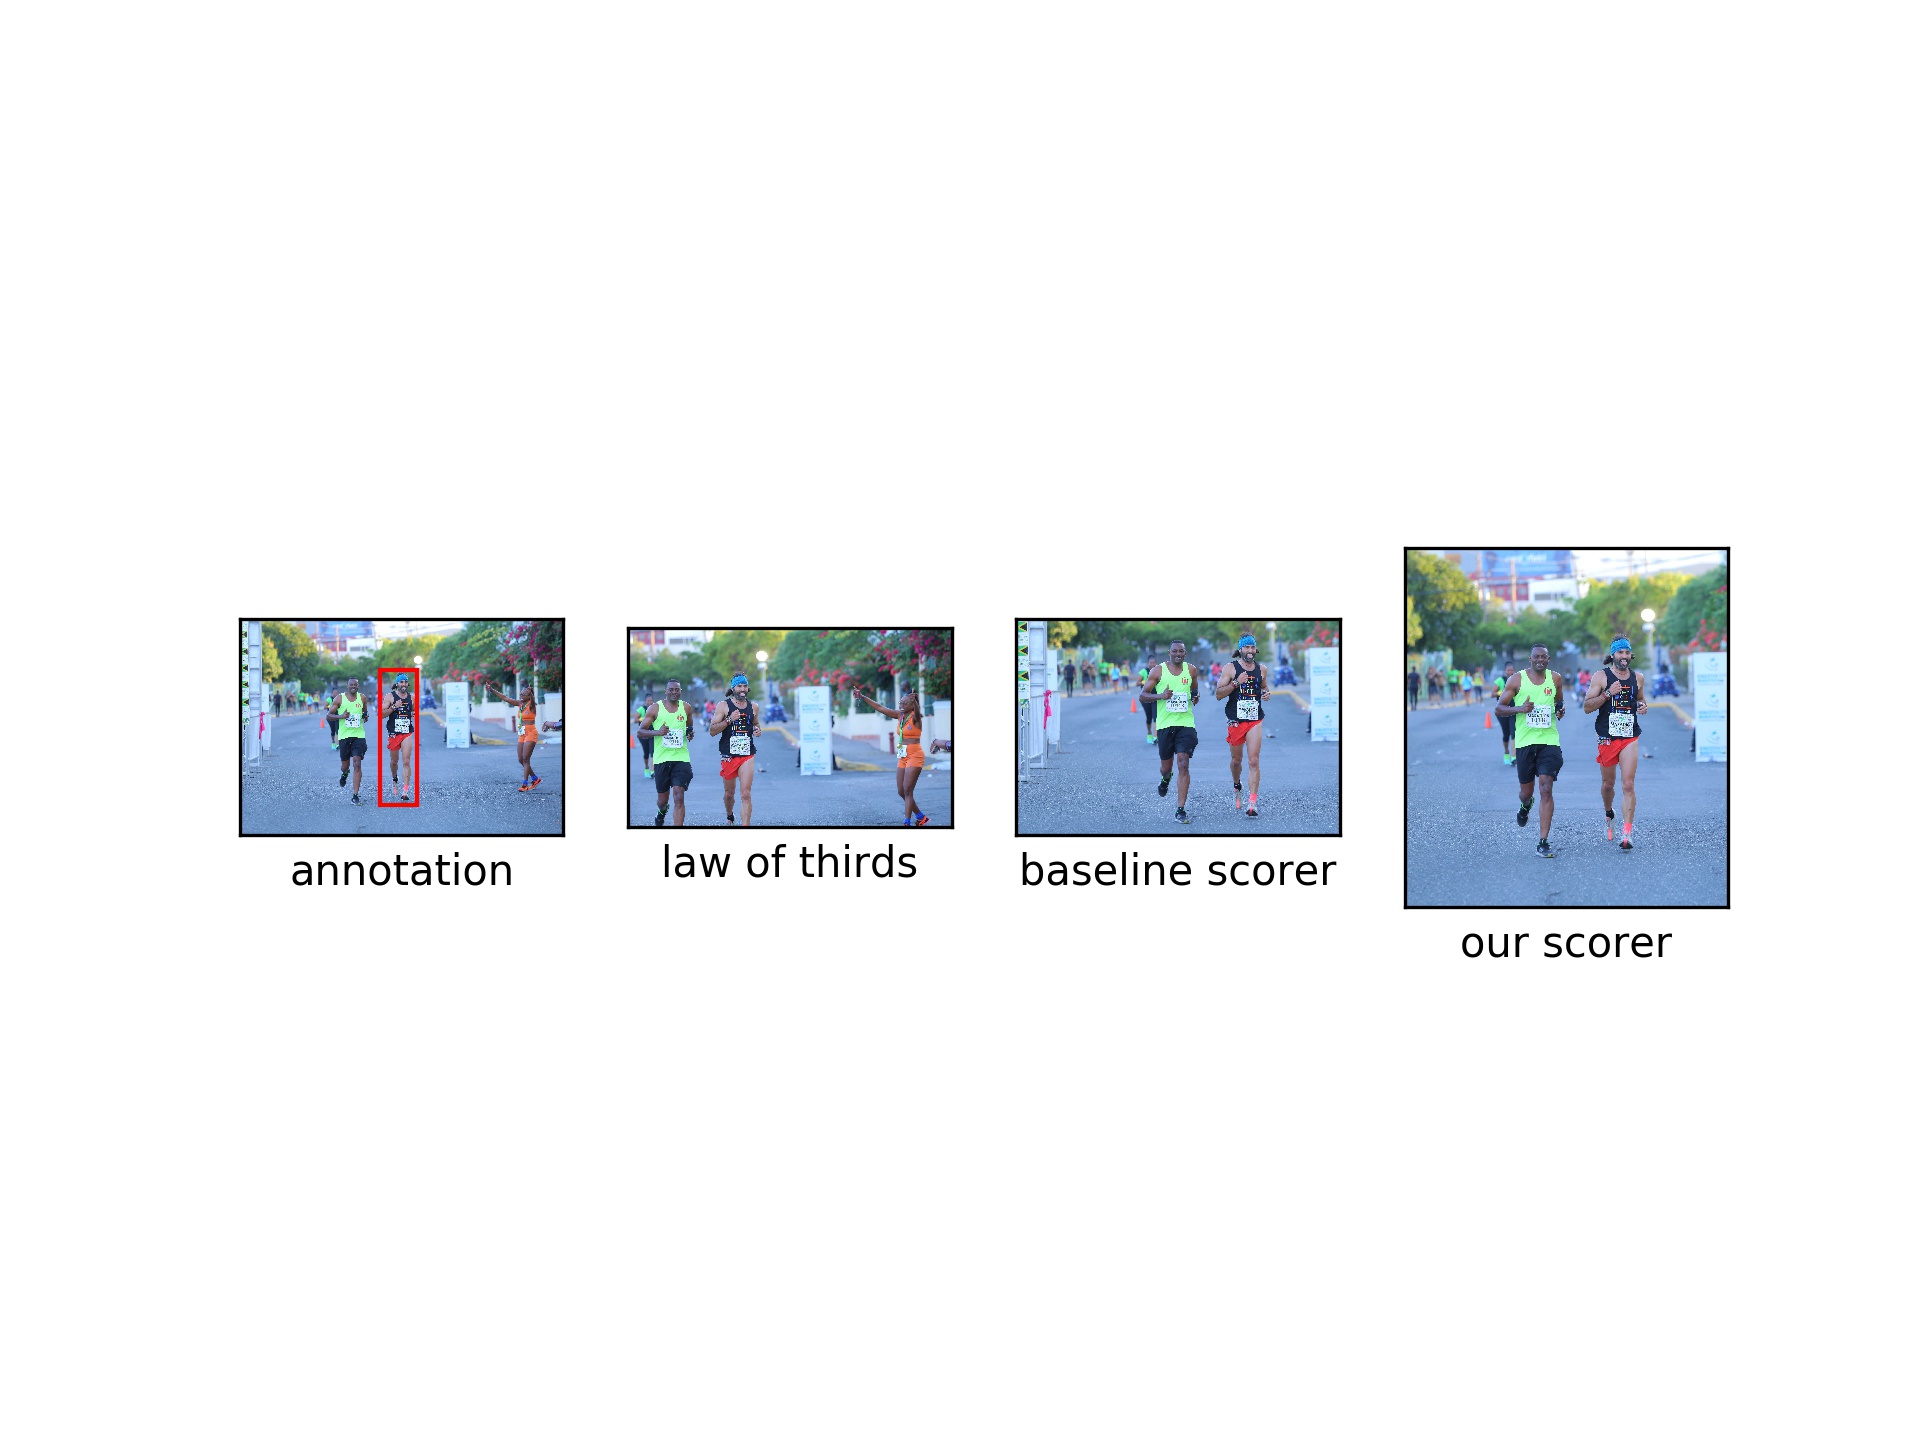 annotation
law of thirds
baseline scorer
our scorer